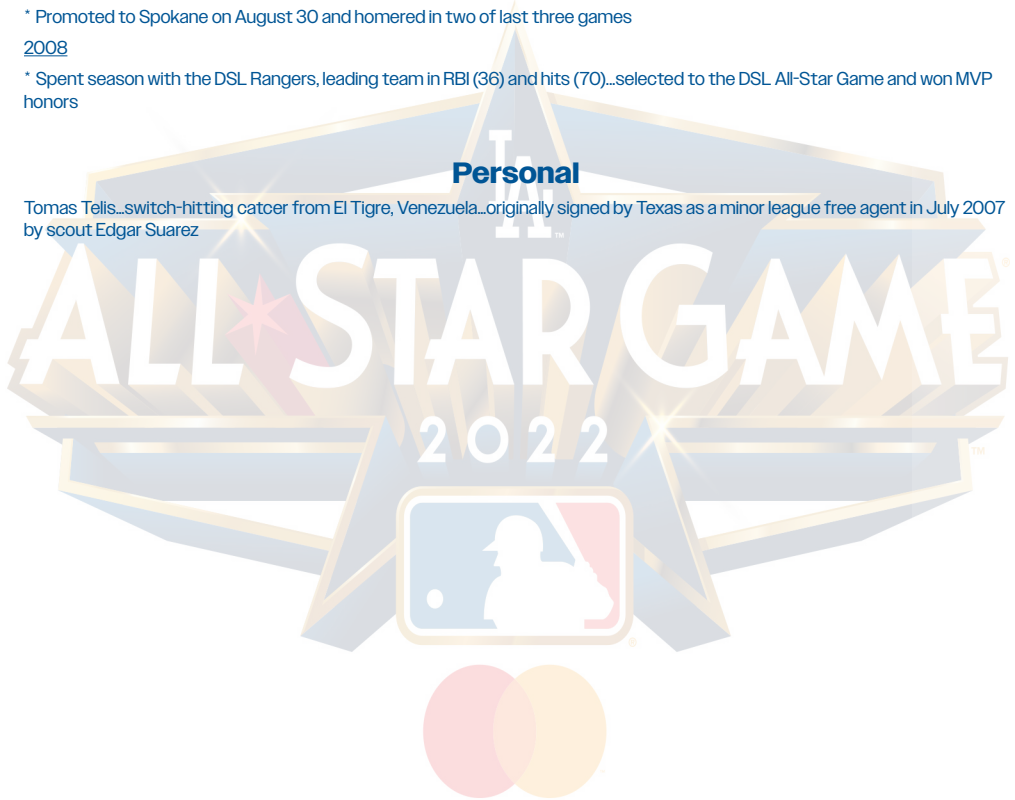 * Promoted to Spokane on August 30 and homered in two of last three games
2008
* Spent season with the DSL Rangers, leading team in RBI (36) and hits (70)...selected to the DSL All-Star Game and won MVP
honors
Personal
Tomas Telis...switch-hitting catcer from El Tigre, Venezuela...originally signed by Texas as a minor league free agent in July 2007
by scout Edgar Suarez
LA™
ALL★STAR GAME®
2022
™
®